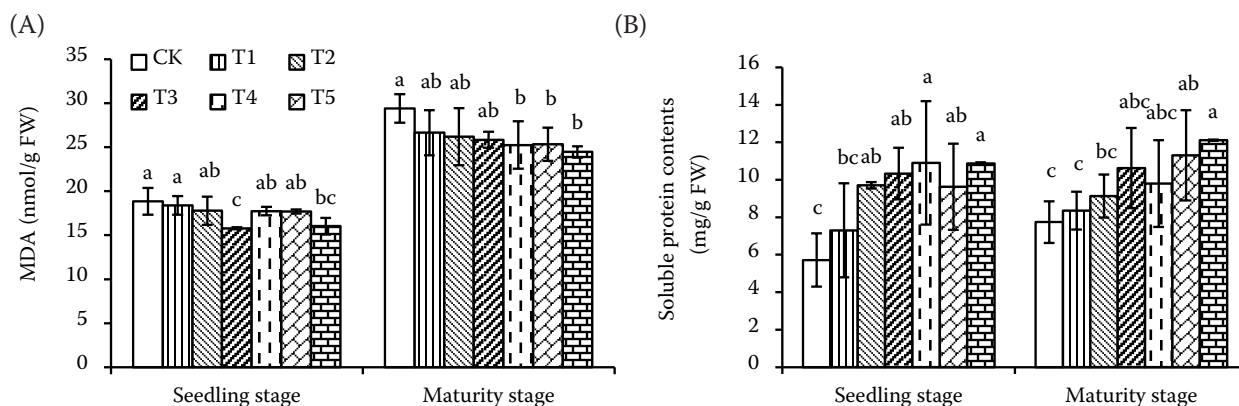 (A)
MDA (nmol/g FW)
35
30
25
20
15
10
5
0
CK T1 T2
T3 T4 T5
a a ab c ab ab bc
a ab ab ab b b b
Seedling stage Maturity stage
(B)
Soluble protein contents
(mg/g FW)
16
14
12
10
8
6
4
2
0
c bc ab ab a ab a
c c bc abc abc ab a
Seedling stage Maturity stage